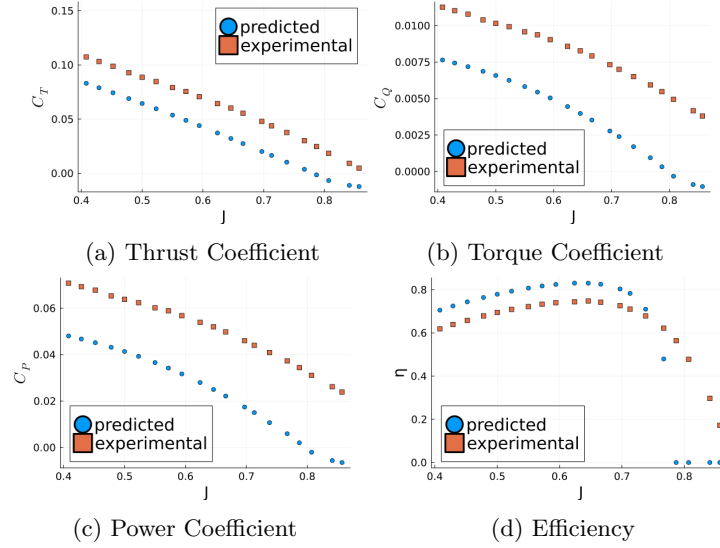 0.15
0.10
0.05
0.00
C_T
predicted
experimental
0.4 0.5 0.6 0.7 0.8
J
(a) Thrust Coefficient
0.0100
0.0075
0.0050
0.0025
0.0000
C_Q
predicted
experimental
0.4 0.5 0.6 0.7 0.8
J
(b) Torque Coefficient
0.06
0.04
0.02
0.00
C_P
predicted
experimental
0.4 0.5 0.6 0.7 0.8
J
(c) Power Coefficient
0.8
0.6
0.4
0.2
0.0
η
predicted
experimental
0.4 0.5 0.6 0.7 0.8
J
(d) Efficiency